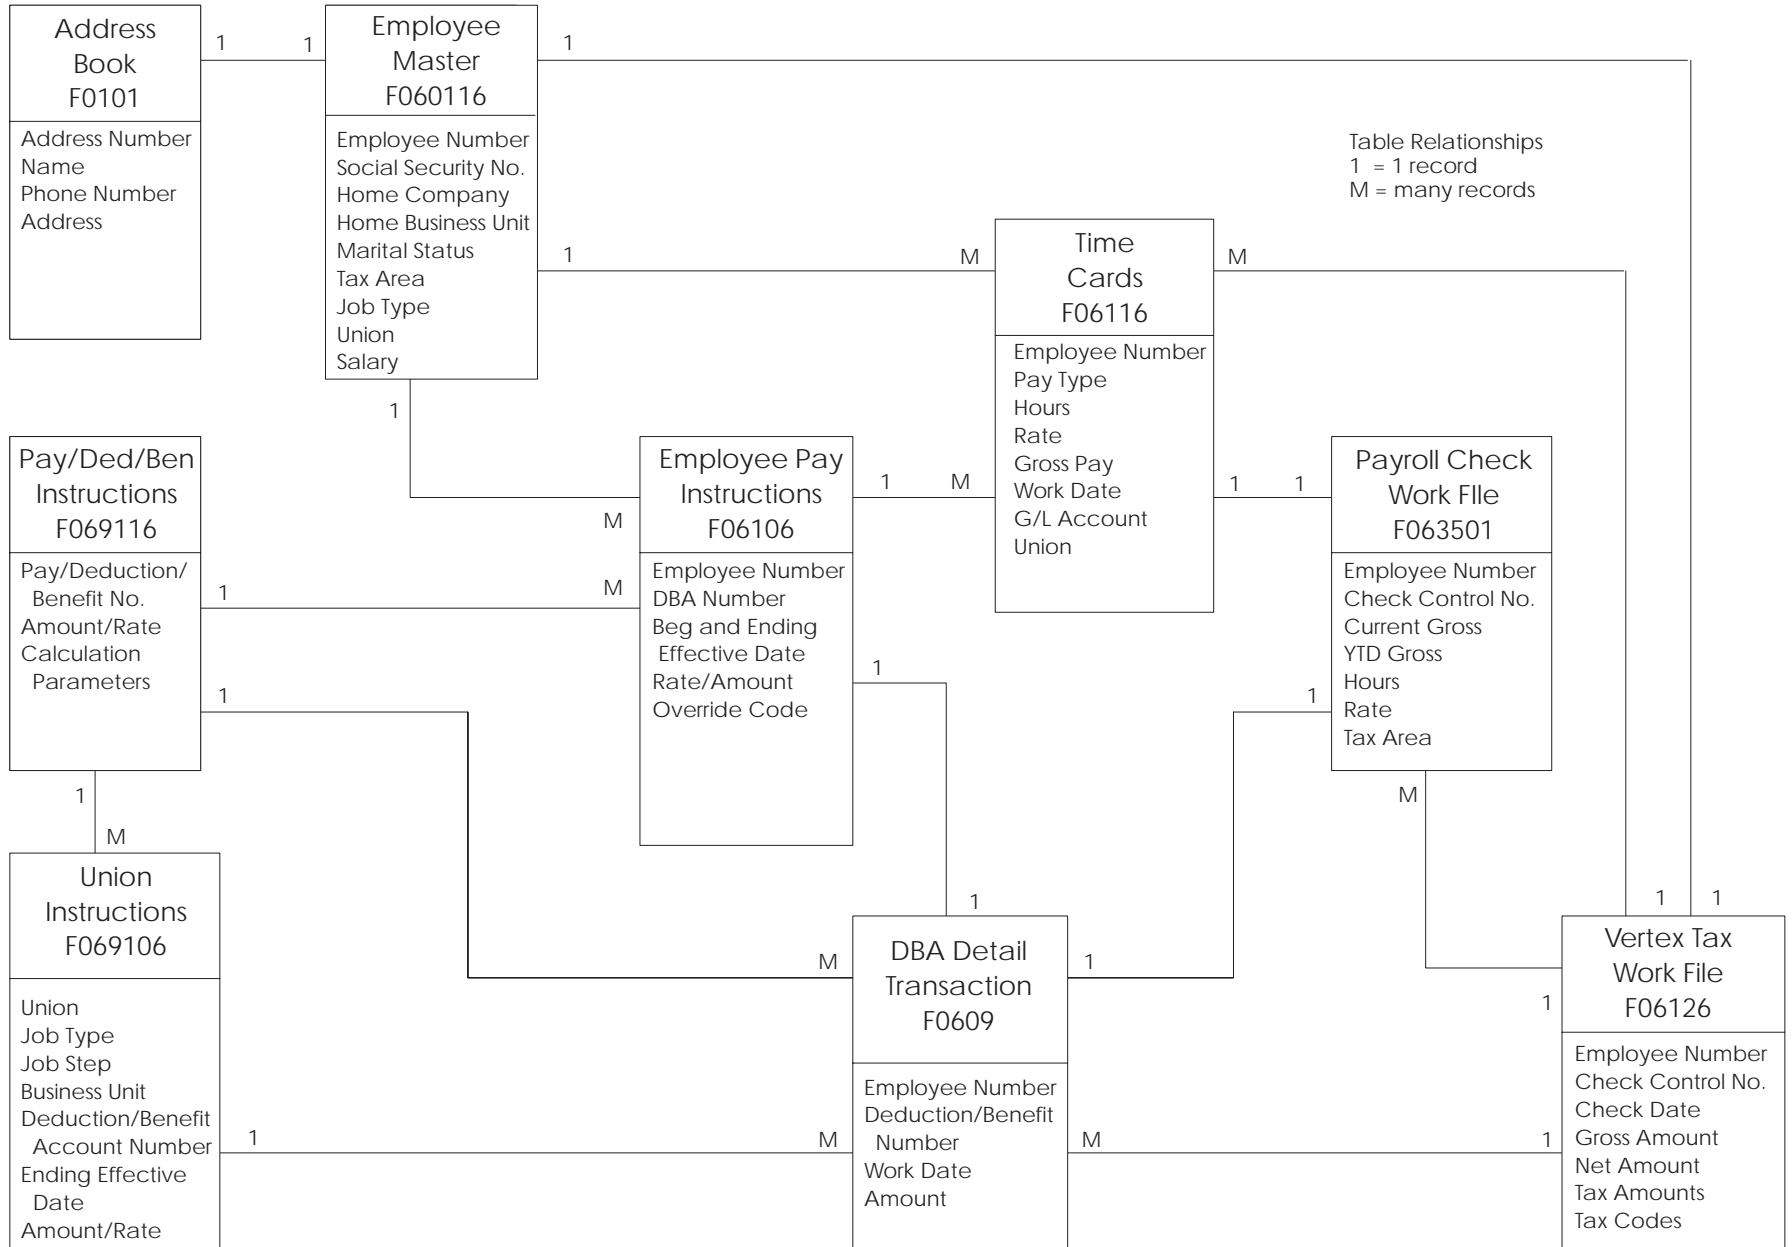 Address
Book
F0101
Address Number
Name
Phone Number
Address
1
1
Employee
Master
F060116
Employee Number
Social Security No.
Home Company
Home Business Unit
Marital Status
Tax Area
Job Type
Union
Salary
1
Table Relationships
1 = 1 record
M = many records
1
M
Time
Cards
F06116
Employee Number
Pay Type
Hours
Rate
Gross Pay
Work Date
G/L Account
Union
M
1
M
Pay/Ded/Ben
Instructions
F069116
Pay/Deduction/
Benefit No.
Amount/Rate
Calculation
Parameters
1
M
1
Employee Pay
Instructions
F06106
Employee Number
DBA Number
Beg and Ending
Effective Date
Rate/Amount
Override Code
1
M
1
1
1
Payroll Check
Work FIle
F063501
Employee Number
Check Control No.
Current Gross
YTD Gross
Hours
Rate
Tax Area
1
M
1
M
Union
Instructions
F069106
Union
Job Type
Job Step
Business Unit
Deduction/Benefit
Account Number
Ending Effective
Date
Amount/Rate
1
M
M
1
DBA Detail
Transaction
F0609
Employee Number
Deduction/Benefit
Number
Work Date
Amount
1
M
1
1
1
1
Vertex Tax
Work File
F06126
Employee Number
Check Control No.
Check Date
Gross Amount
Net Amount
Tax Amounts
Tax Codes